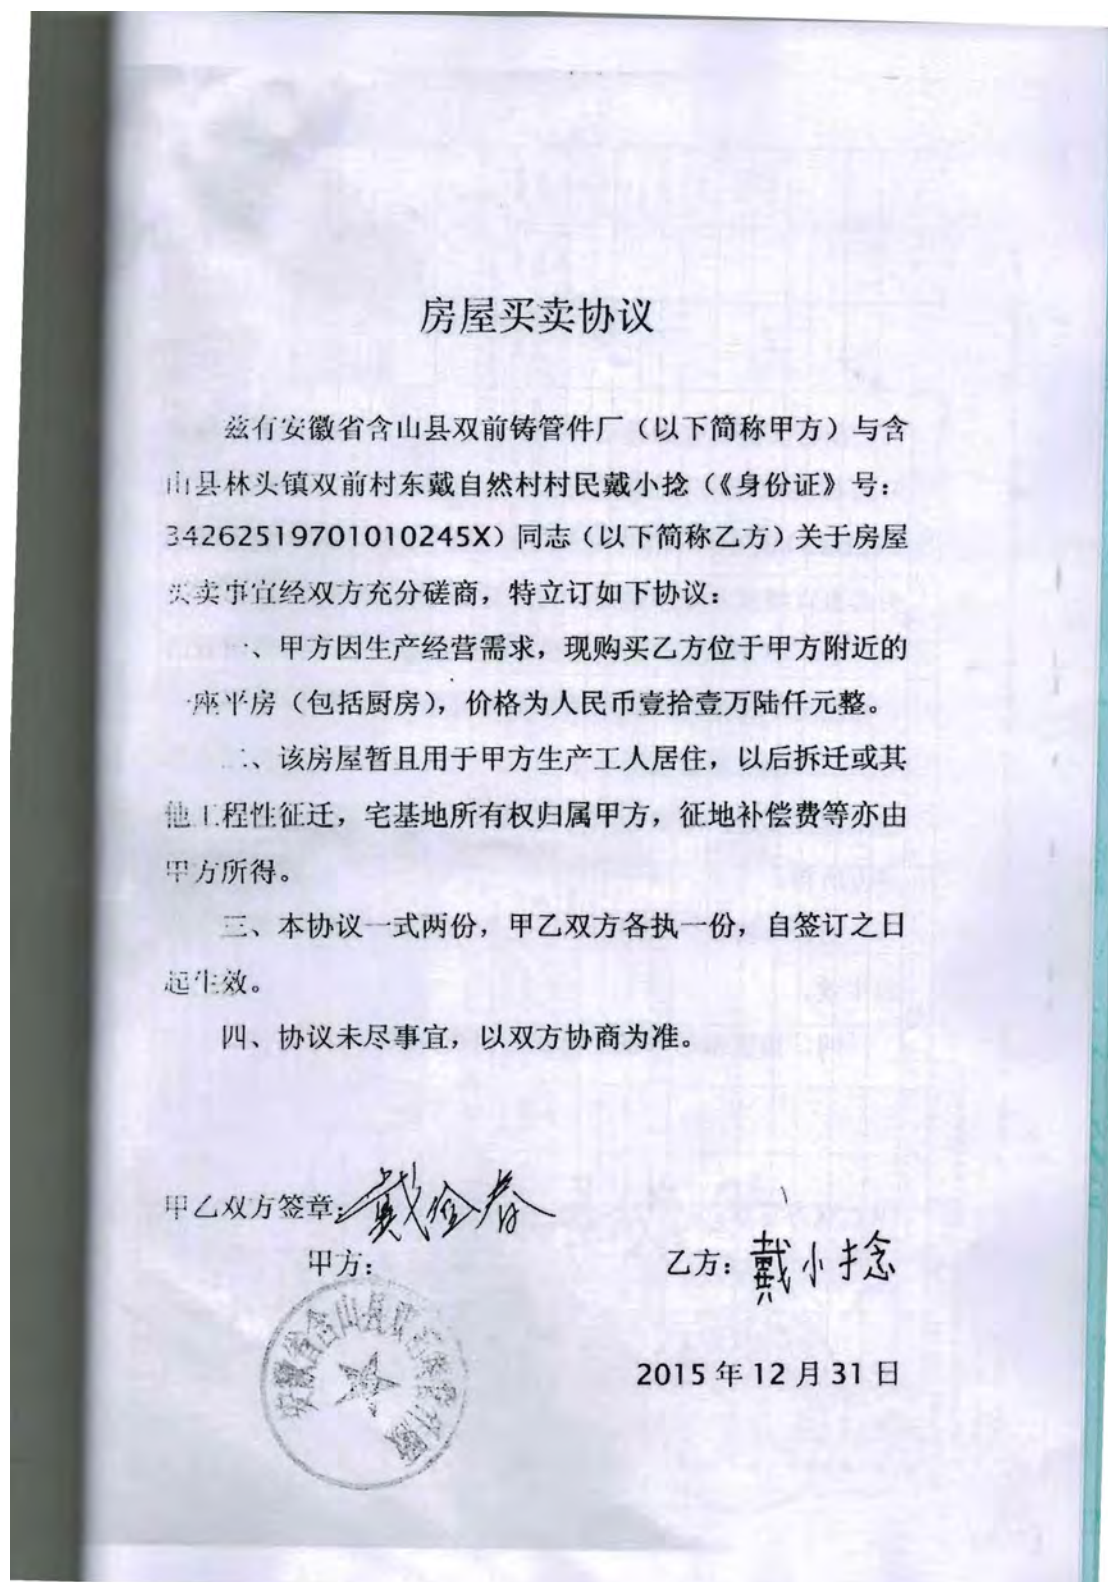 房屋买卖协议
兹有安徽省含山县双前铸管件厂（以下简称甲方）与含
山县林头镇双前村东戴自然村村民戴小捻（《身份证》号：
34262519701010245X）同志（以下简称乙方）关于房屋
买卖事宜经双方充分磋商，特立订如下协议：
一、甲方因生产经营需求，现购买乙方位于甲方附近的
一座平房（包括厨房），价格为人民币壹拾壹万陆仟元整。
二、该房屋暂且用于甲方生产工人居住，以后拆迁或其
他工程性征迁，宅基地所有权归属甲方，征地补偿费等亦由
甲方所得。
三、本协议一式两份，甲乙双方各执一份，自签订之日
起生效。
四、协议未尽事宜，以双方协商为准。
甲乙双方签章：戴金春
甲方：
乙方：戴小捻
安徽省含山县双前铸管件厂
2015年12月31日